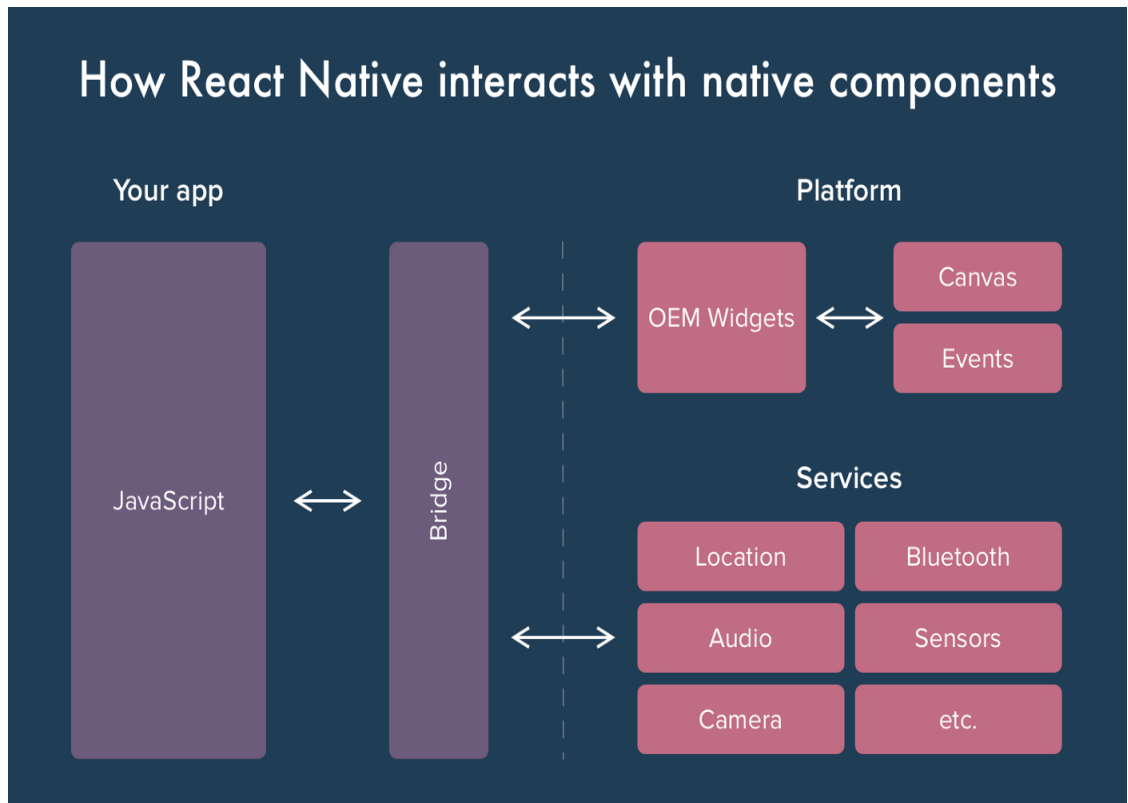 How React Native interacts with native components
Your app
Platform
JavaScript
Bridge
OEM Widgets
Canvas
Events
Services
Location
Bluetooth
Audio
Sensors
Camera
etc.